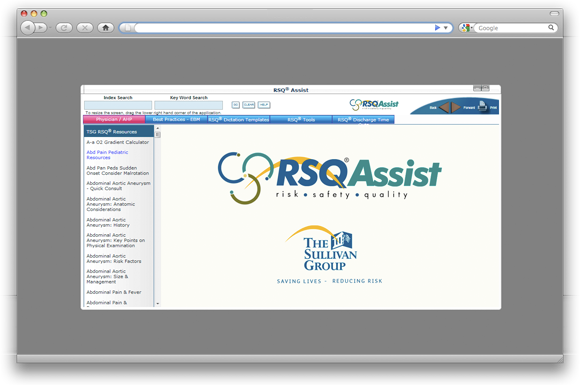 Google
RSQ® Assist
Index Search
Key Word Search
GO
CLEAR
HELP
RSQAssist
Back
Forward
Print
To resize the screen, drag the lower right hand corner of the application.
Physician / AHP
Best Practices - EBM
RSQ® Dictation Templates
RSQ® Tools
RSQ® Discharge Time
TSG RSQ® Resources
A-a O2 Gradient Calculator
Abd Pain Pediatric
Resources
Abd Pain Peds Sudden
Onset Consider Malrotation
Abdominal Aortic Aneurysm
- Quick Consult
Abdominal Aortic
Aneurysm: Anatomic
Considerations
Abdominal Aortic
Aneurysm: History
Abdominal Aortic
Aneurysm: Key Points on
Physical Examination
Abdominal Aortic
Aneurysm: Risk Factors
Abdominal Aortic
Aneurysm: Size &
Management
Abdominal Pain & Fever
Abdominal Pain &
RSQ®Assist
risk • safety • quality
THE
SULLIVAN
GROUP
SAVING LIVES - REDUCING RISK